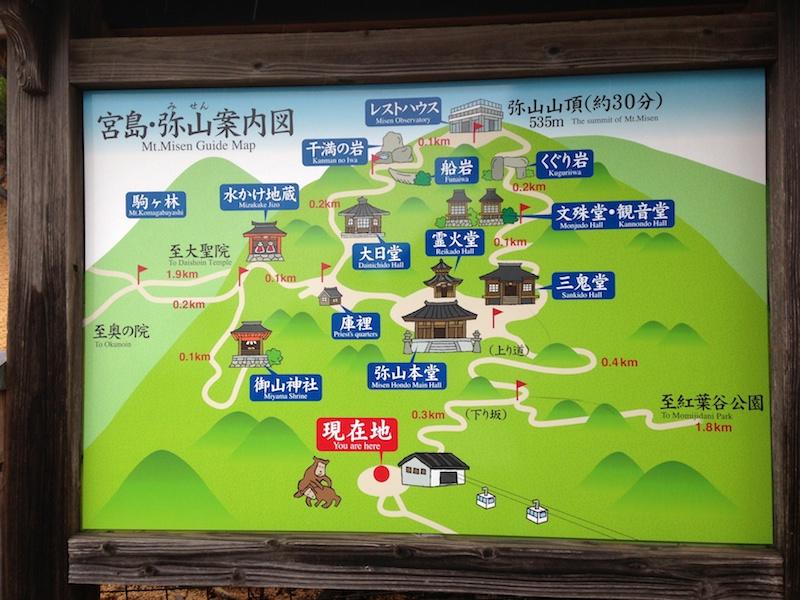 みせん
宮島・弥山案内図
Mt.Misen Guide Map
レストハウス
Misen Observatory
弥山山頂(約30分)
535m The summit of Mt.Misen
0.1km
干満の岩
Kanman no Iwa
船岩
Funaiwa
くぐり岩
Kuguriiwa
0.2km
駒ヶ林
Mt.Komagabayashi
水かけ地蔵
Mizukake Jizo
0.2km
文殊堂・観音堂
Monjudo Hall Kannondo Hall
0.1km
大日堂
Dainichido Hall
霊火堂
Reikado Hall
至大聖院
To Daishoin Temple
1.9km
0.1km
三鬼堂
Sankido Hall
0.2km
庫裡
Priest's quarters
至奥の院
To Okunoin
0.1km
(上り道)
0.4km
弥山本堂
Misen Hondo Main Hall
御山神社
Miyama Shrine
至紅葉谷公園
To Momijidani Park
1.8km
0.3km
(下り坂)
現在地
You are here